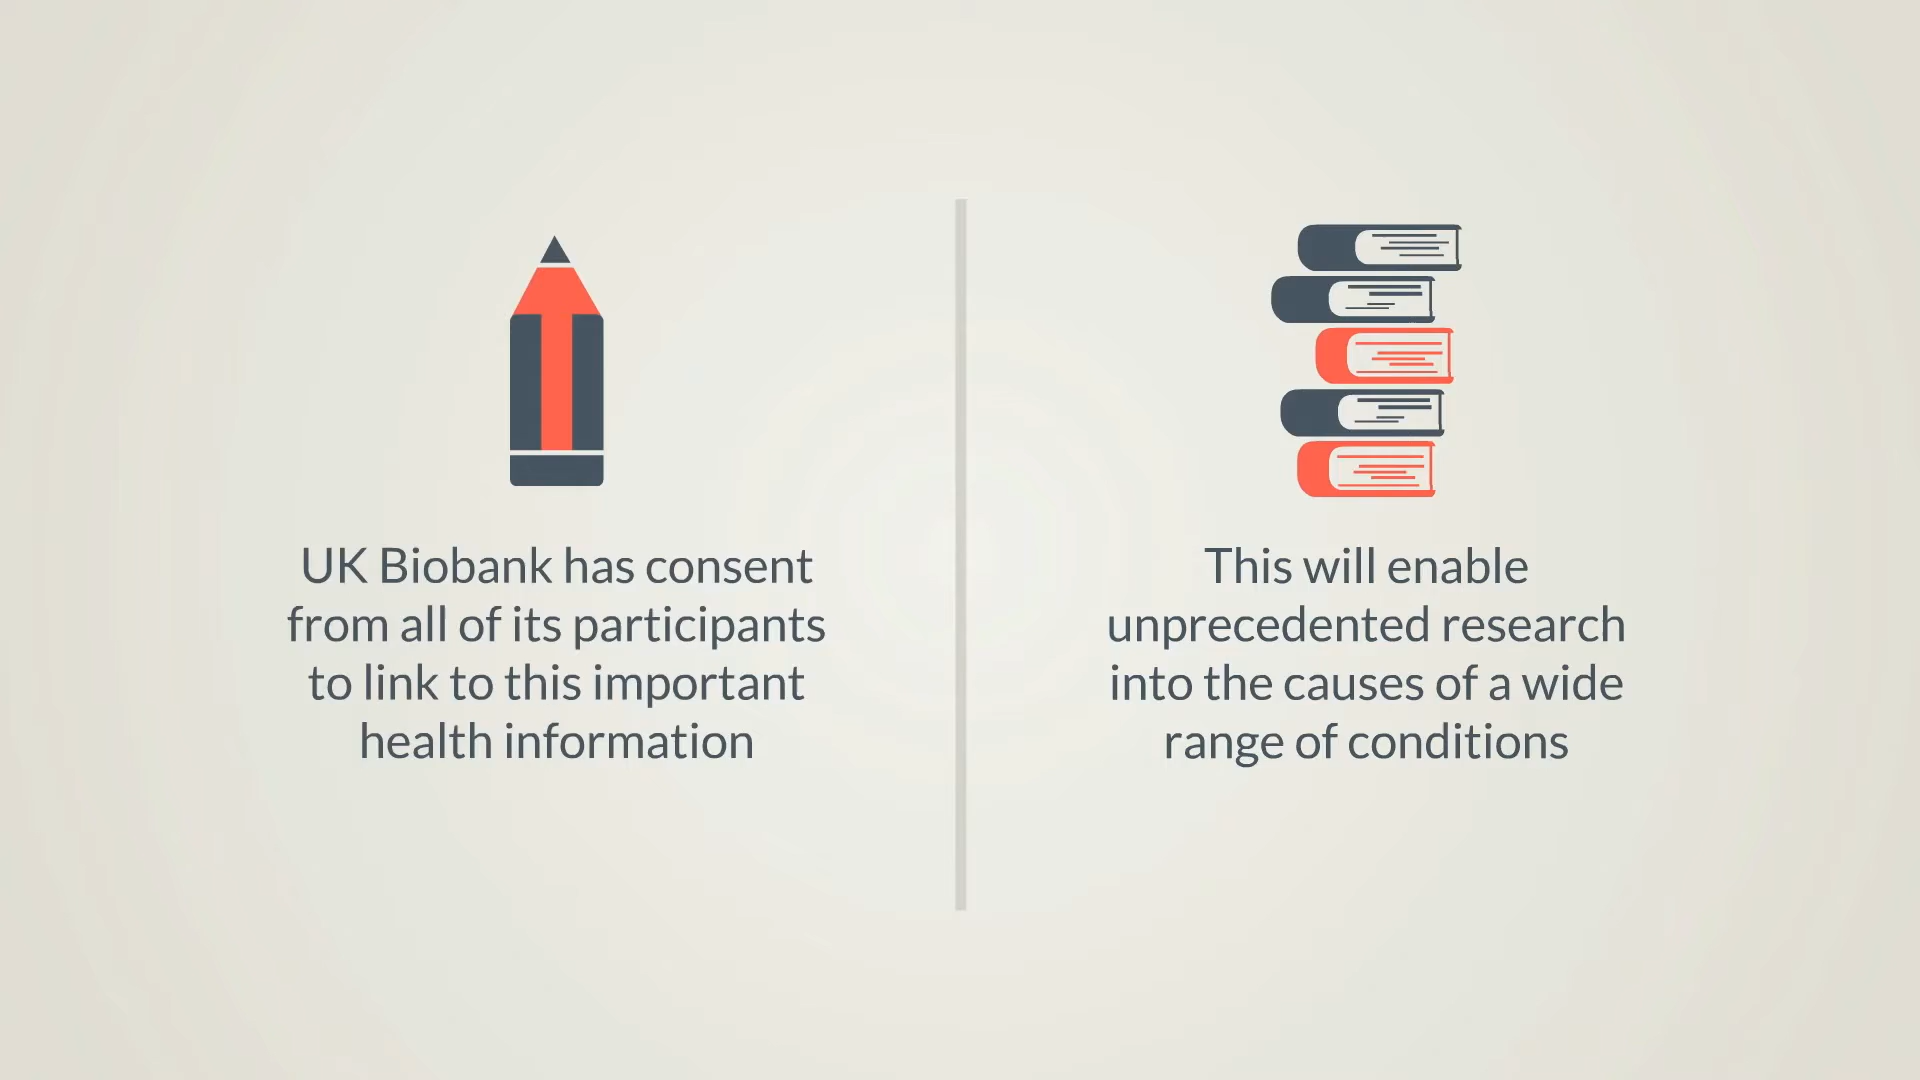 UK Biobank has consent
from all of its participants
to link to this important
health information
This will enable
unprecedented research
into the causes of a wide
range of conditions